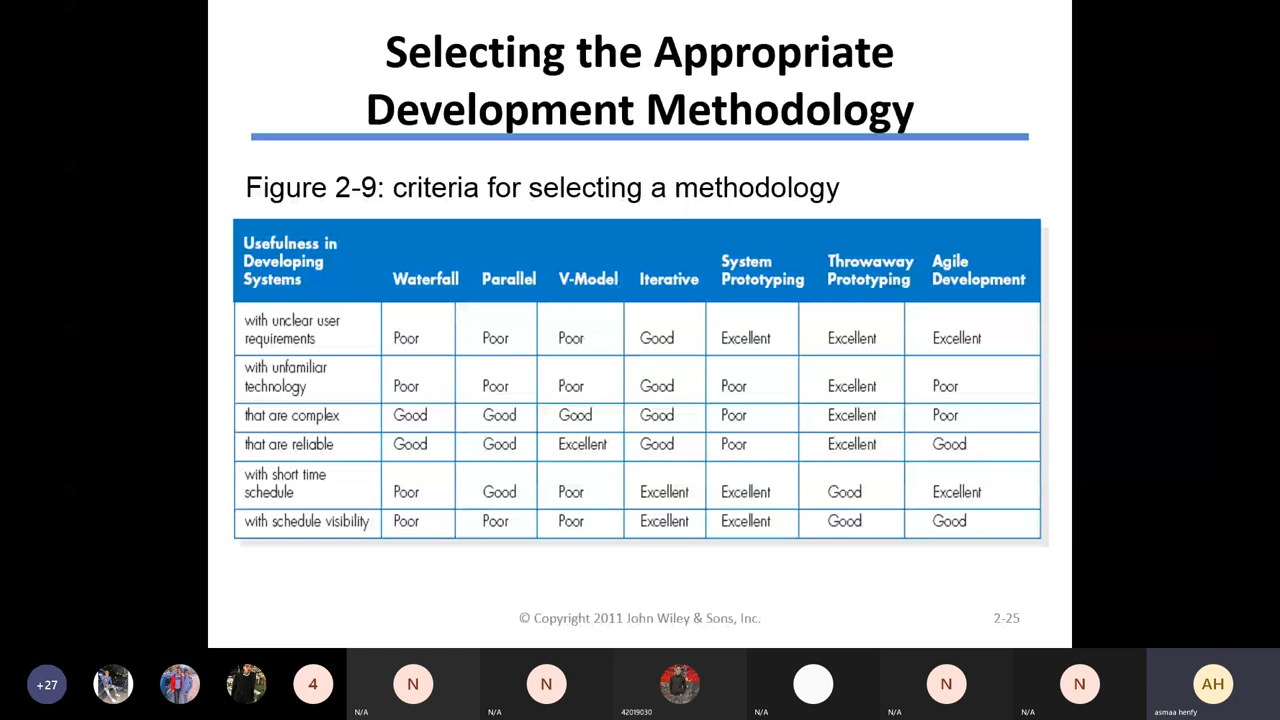 Selecting the Appropriate
Development Methodology
Figure 2-9: criteria for selecting a methodology
Usefulness in
Developing
Systems
Waterfall
Parallel
V-Model
Iterative
System
Prototyping
Throwaway
Prototyping
Agile
Development
with unclear user
requirements
Poor
Poor
Poor
Good
Excellent
Excellent
Excellent
with unfamiliar
technology
Poor
Poor
Poor
Good
Poor
Excellent
Poor
that are complex
Good
Good
Good
Good
Poor
Excellent
Poor
that are reliable
Good
Good
Excellent
Good
Poor
Excellent
Good
with short time
schedule
Poor
Good
Poor
Excellent
Excellent
Good
Excellent
with schedule visibility
Poor
Poor
Poor
Excellent
Excellent
Good
Good
© Copyright 2011 John Wiley & Sons, Inc.
2-25
+27
4
N
N/A
N
N/A
42019030
N/A
N
N/A
N
N/A
AH
asmaa henfy